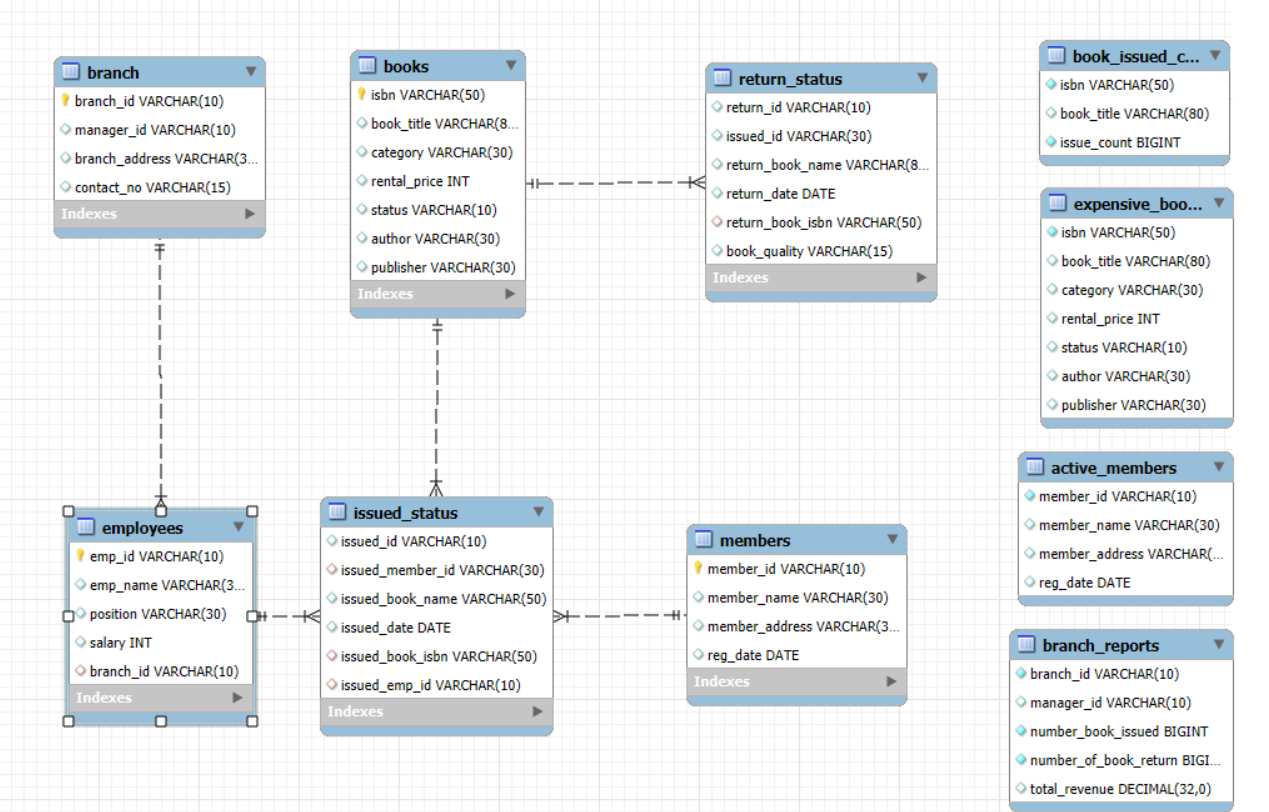 branch
branch_id VARCHAR(10)
manager_id VARCHAR(10)
branch_address VARCHAR(3...
contact_no VARCHAR(15)
Indexes
books
isbn VARCHAR(50)
book_title VARCHAR(8...
category VARCHAR(30)
rental_price INT
status VARCHAR(10)
author VARCHAR(30)
publisher VARCHAR(30)
Indexes
return_status
return_id VARCHAR(10)
issued_id VARCHAR(30)
return_book_name VARCHAR(8...
return_date DATE
return_book_isbn VARCHAR(50)
book_quality VARCHAR(15)
Indexes
book_issued_c...
isbn VARCHAR(50)
book_title VARCHAR(80)
issue_count BIGINT
expensive_boo...
isbn VARCHAR(50)
book_title VARCHAR(80)
category VARCHAR(30)
rental_price INT
status VARCHAR(10)
author VARCHAR(30)
publisher VARCHAR(30)
employees
emp_id VARCHAR(10)
emp_name VARCHAR(3...
position VARCHAR(30)
salary INT
branch_id VARCHAR(10)
Indexes
issued_status
issued_id VARCHAR(10)
issued_member_id VARCHAR(30)
issued_book_name VARCHAR(50)
issued_date DATE
issued_book_isbn VARCHAR(50)
issued_emp_id VARCHAR(10)
Indexes
members
member_id VARCHAR(10)
member_name VARCHAR(30)
member_address VARCHAR(3...
reg_date DATE
Indexes
active_members
member_id VARCHAR(10)
member_name VARCHAR(30)
member_address VARCHAR(...
reg_date DATE
branch_reports
branch_id VARCHAR(10)
manager_id VARCHAR(10)
number_book_issued BIGINT
number_of_book_return BIGI...
total_revenue DECIMAL(32,0)